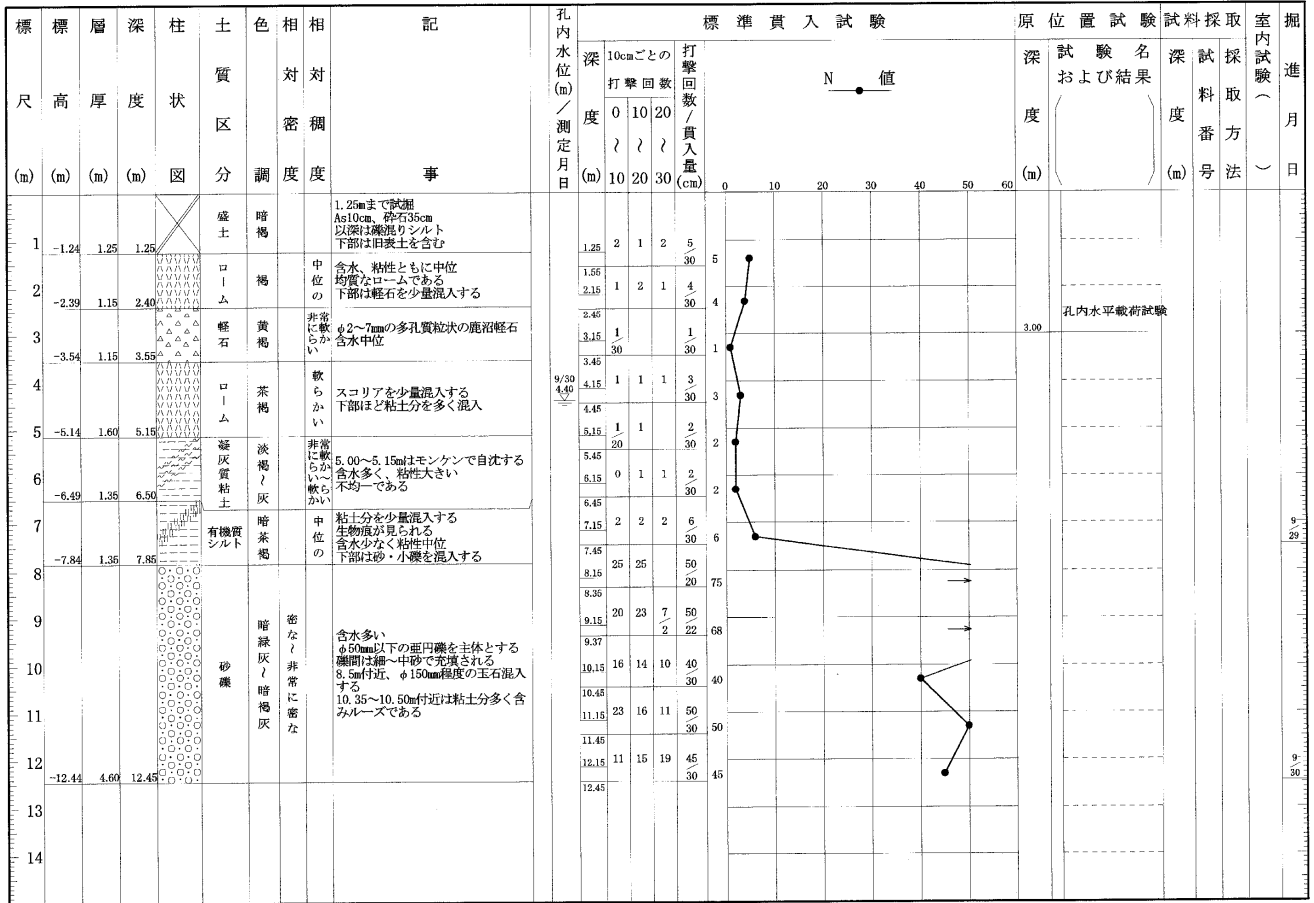 標尺 (m)
標高 (m)
層厚 (m)
深度 (m)
柱状図
土質区分
色調
相対密度
相対稠度
記事
孔内水位(m)/測定月日
標準貫入試験
深度 (m)
10cmごとの打撃回数
0〜10
10〜20
20〜30
打撃回数/貫入量(cm)
N値
0 10 20 30 40 50 60
原位置試験
深度 (m)
試験名および結果
試料採取
深度 (m)
試料番号
採取方法
室内試験( )
掘進月日
1
2
3
4
5
6
7
8
9
10
11
12
13
14
-1.24 1.25 1.25
盛土
暗褐
1.25mまで試掘
As10cm、砕石35cm
以深は礫混りシルト
下部は旧表土を含む
-2.39 1.15 2.40
ローム
褐
中位の
含水、粘性ともに中位
均質なロームである
下部は軽石を少量混入する
-3.54 1.15 3.55
軽石
黄褐
非常に軟らかい
φ2〜7mmの多孔質粒状の鹿沼軽石
含水中位
-5.14 1.60 5.15
ローム
茶褐
軟らかい
スコリアを少量混入する
下部ほど粘土分を多く混入
-6.49 1.35 6.50
凝灰質粘土
淡褐〜灰
非常に軟らかい〜軟らかい
5.00〜5.15mはモンケンで自沈する
含水多く、粘性大きい
不均一である
-7.84 1.35 7.85
有機質シルト
暗茶褐
中位の
粘土分を少量混入する
生物痕が見られる
含水少なく粘性中位
下部は砂・小礫を混入する
-12.44 4.60 12.45
砂礫
暗緑灰〜暗褐灰
密な〜非常に密な
含水多い
φ50mm以下の亜円礫を主体とする
礫間は細〜中砂で充填される
8.5m付近、φ150mm程度の玉石混入
する
10.35〜10.50m付近は粘土分多く含
みルーズである
9/30
4.40
1.25 2 1 2 5/30 5
1.55
2.15 1 2 1 4/30 4
2.45
3.15 1/30 1/30 1
3.45
4.15 1 1 1 3/30 3
4.45
5.15 1/20 1 2/30 2
5.45
6.15 0 1 1 2/30 2
6.45
7.15 2 2 2 6/30 6
7.45
8.15 25 25 50/20 75
8.35
9.15 20 23 7/2 50/22 68
9.37
10.15 16 14 10 40/30 40
10.45
11.15 23 16 11 50/30 50
11.45
12.15 11 15 19 45/30 45
12.45
3.00
孔内水平載荷試験
9/29
9/30